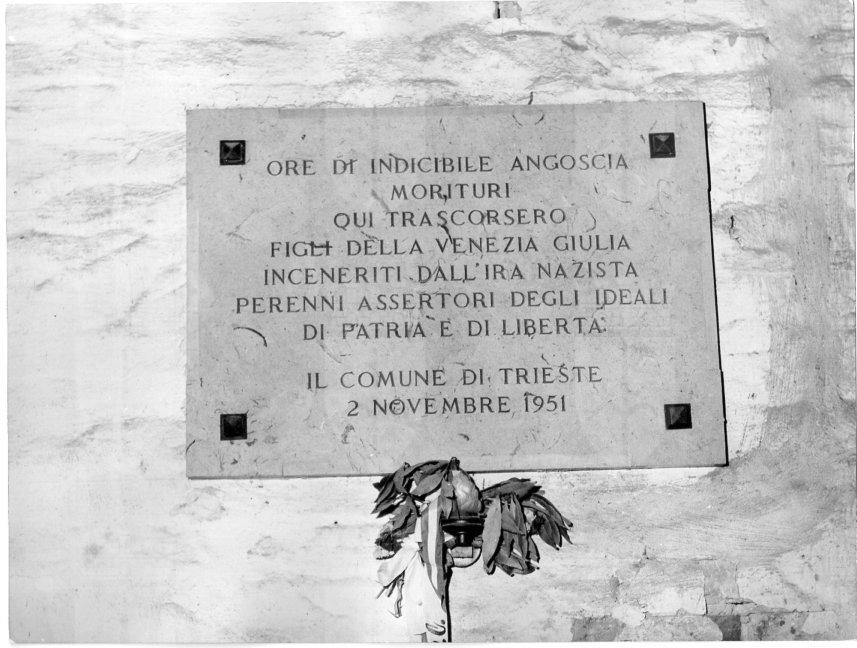 ORE DI INDICIBILE ANGOSCIA
MORITURI
QUI TRASCORSERO
FIGLI DELLA VENEZIA GIULIA
INCENERITI DALL'IRA NAZISTA
PERENNI ASSERTORI DEGLI IDEALI
DI PATRIA E DI LIBERTA'.
IL COMUNE DI TRIESTE
2 NOVEMBRE 1951